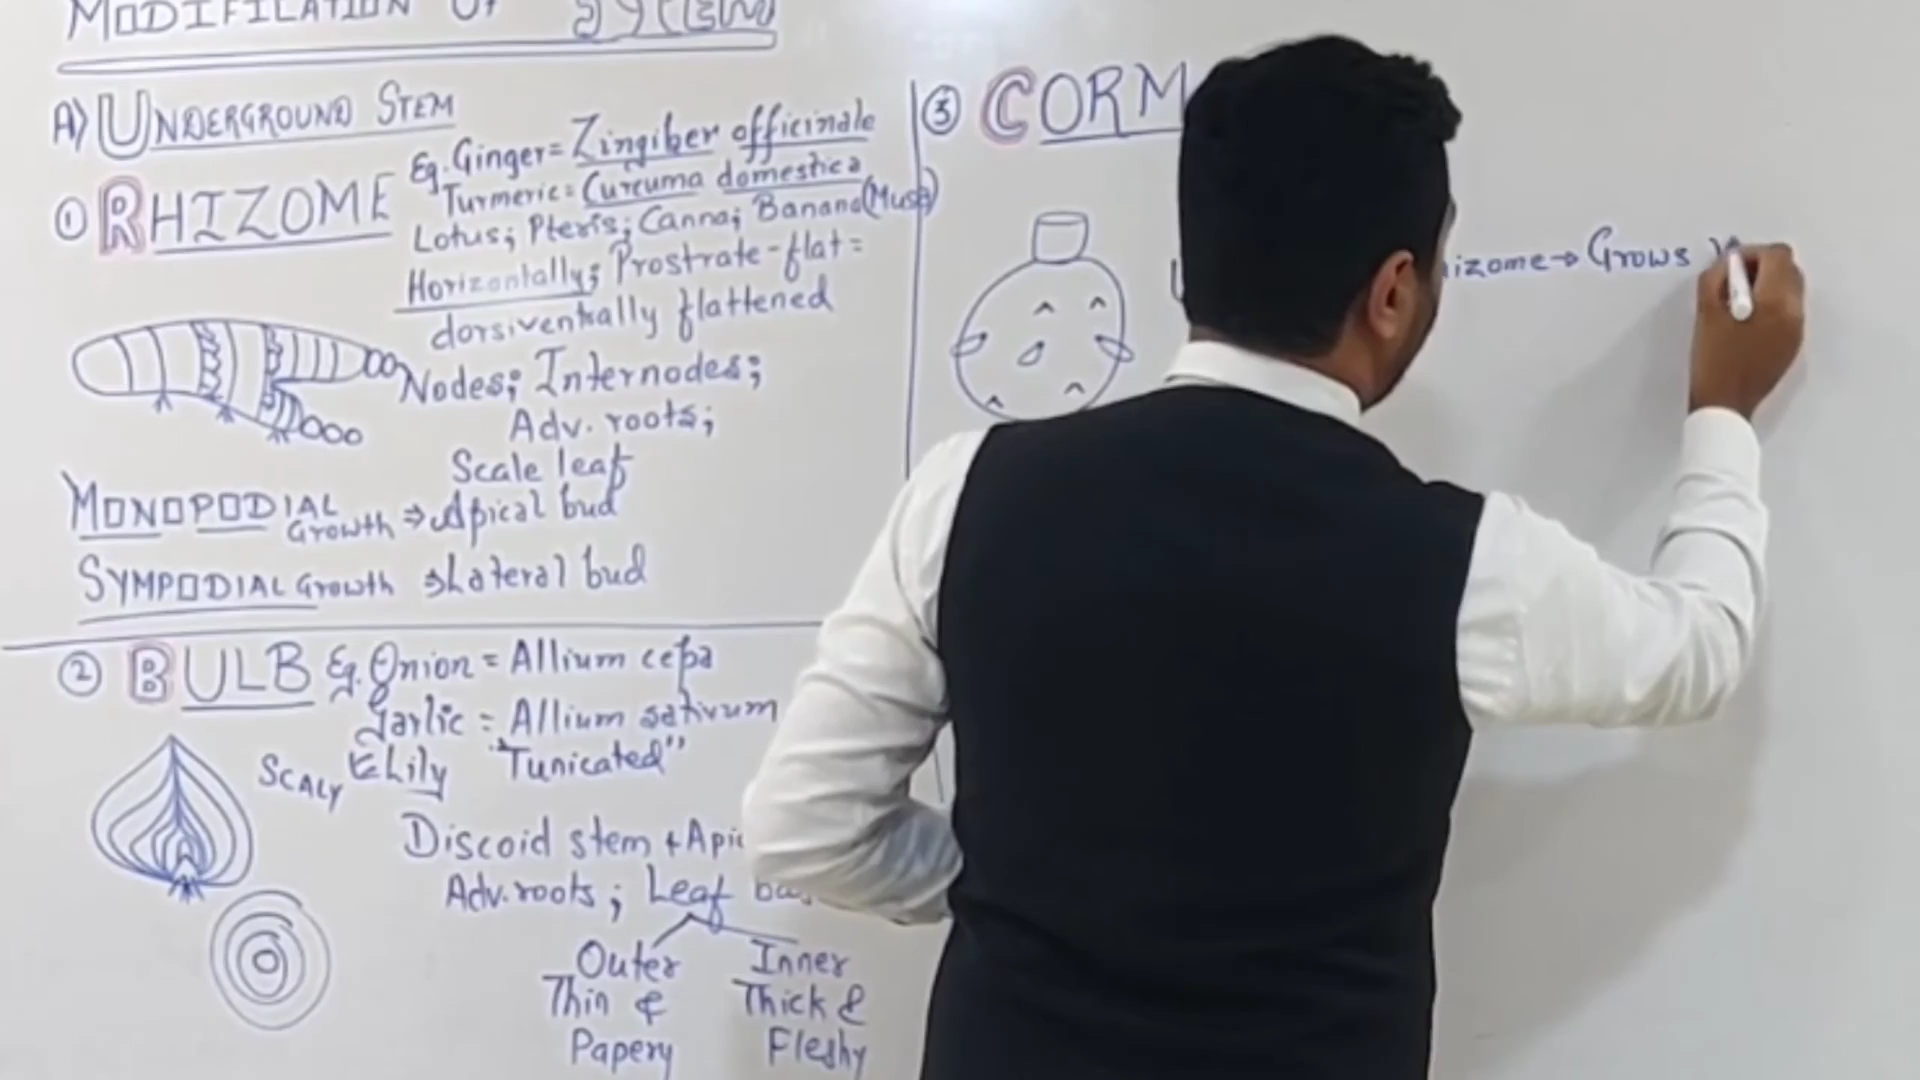 MODIFICATION OF STEM
A) UNDERGROUND STEM
① RHIZOME
Eg. Ginger = Zingiber officinale
Turmeric = Curcuma domestica
Lotus; Pteris; Canna; Banana (Musa)
Horizontally; Prostrate-flat =
dorsiventrally flattened
Nodes; Internodes;
Adv. roots;
Scale leaf
MONOPODIAL Growth ⇒ Apical bud
SYMPODIAL Growth ⇒ Lateral bud
② BULB Eg. Onion = Allium cepa
Garlic = Allium sativum
SCALY Lily "Tunicated"
Discoid stem +
Adv. roots ; Leaf
Outer Inner
Thin & Thick &
Papery Fleshy
③ CORM
Grows